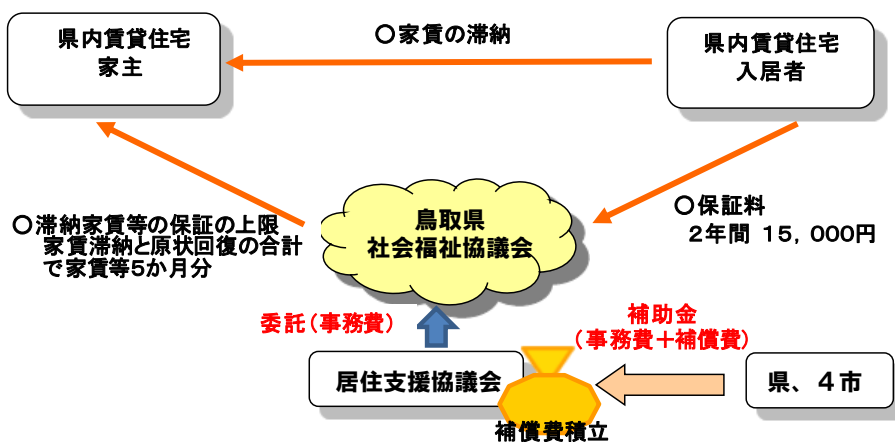 県内賃貸住宅
家主
○家賃の滞納
県内賃貸住宅
入居者
○滞納家賃等の保証の上限
家賃滞納と原状回復の合計
で家賃等5か月分
鳥取県
社会福祉協議会
○保証料
2年間 15,000円
委託(事務費)
補助金
(事務費+補償費)
居住支援協議会
県、4市
補償費積立